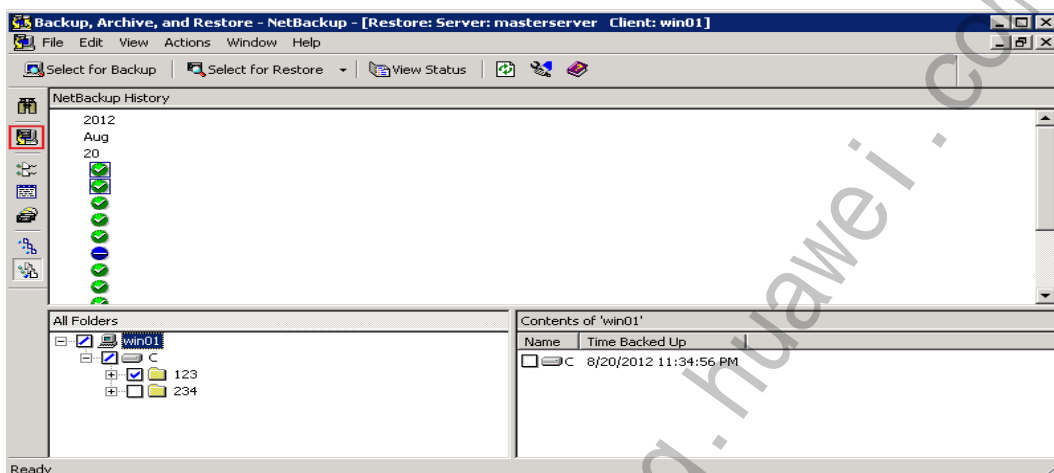 Backup, Archive, and Restore - NetBackup - [Restore: Server: masterserver Client: win01]
File Edit View Actions Window Help
Select for Backup Select for Restore View Status
NetBackup History
2012
Aug
20
All Folders
win01
C
123
234
Contents of 'win01'
Name Time Backed Up
C 8/20/2012 11:34:56 PM
Ready
g.huawei.com